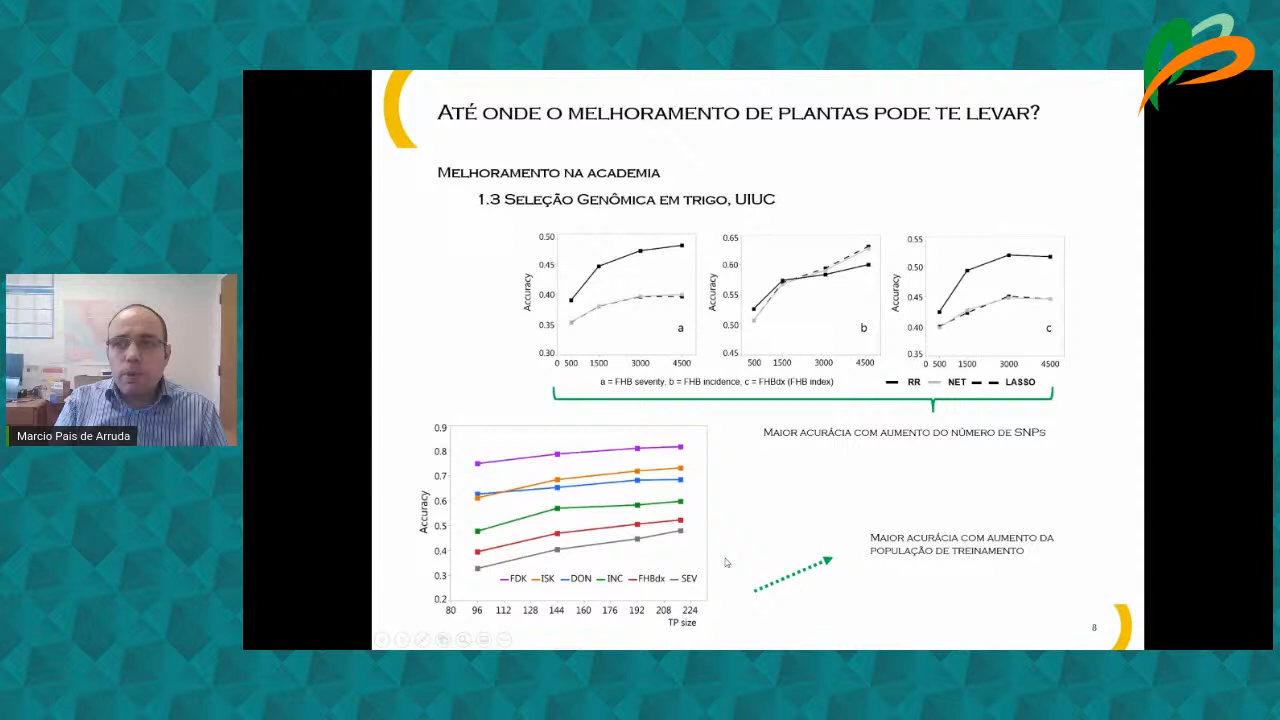 ATÉ ONDE O MELHORAMENTO DE PLANTAS PODE TE LEVAR?
MELHORAMENTO NA ACADEMIA
1.3 SELEÇÃO GENÔMICA EM TRIGO, UIUC
0.50
0.45
0.40
0.35
0.30
Accuracy
a
0 500 1500 3000 4500
0.65
0.60
0.55
0.50
0.45
Accuracy
b
500 1500 3000 4500
0.55
0.50
0.45
0.40
0.35
Accuracy
c
0 500 1500 3000 4500
a = FHB severity, b = FHB incidence, c = FHBdx (FHB index)
RR NET LASSO
MAIOR ACURÁCIA COM AUMENTO DO NÚMERO DE SNPS
Marcio Pais de Arruda
0.9
0.8
0.7
0.6
0.5
0.4
0.3
0.2
Accuracy
FDK ISK DON INC FHBdx SEV
80 96 112 128 144 160 176 192 208 224
TP size
MAIOR ACURÁCIA COM AUMENTO DA
POPULAÇÃO DE TREINAMENTO
8